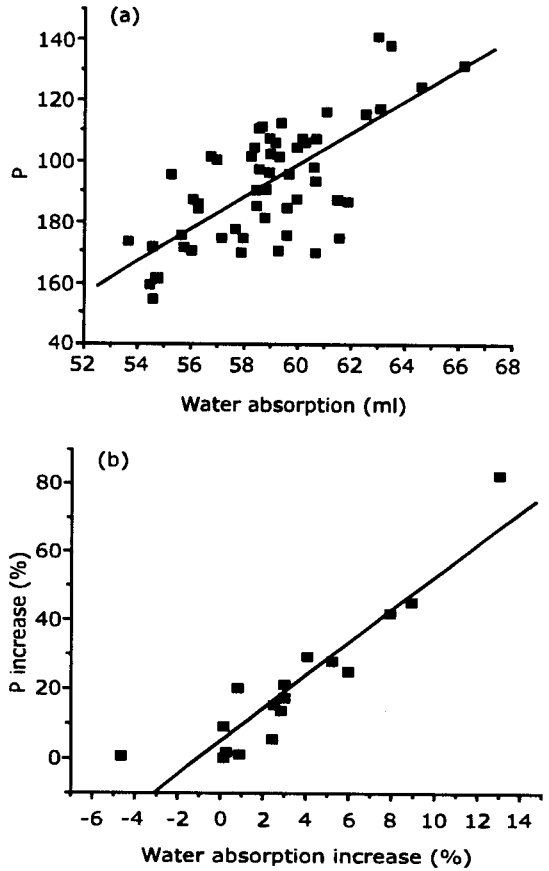 (a)
140
120
100
180
160
40
P
52 54 56 58 60 62 64 66 68
Water absorption (ml)
(b)
80
60
40
20
0
P increase (%)
-6 -4 -2 0 2 4 6 8 10 12 14
Water absorption increase (%)